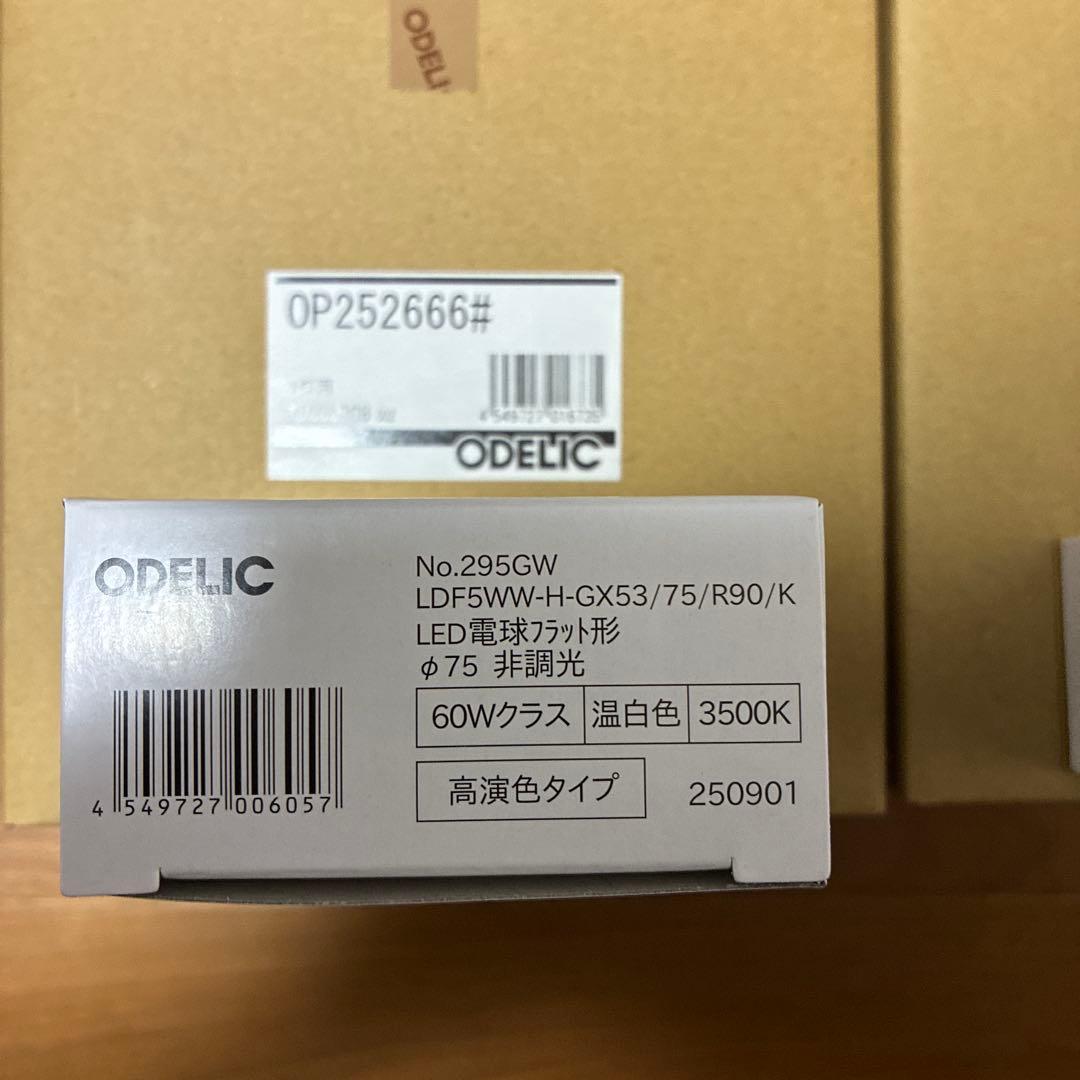 ODELI
OP252666#
ODELIC
ODELIC
No.295GW
LDF5WW-H-GX53/75/R90/K
LED電球フラット形
φ75 非調光
60Wクラス 温白色 3500K
高演色タイプ 250901
4 549727 006057